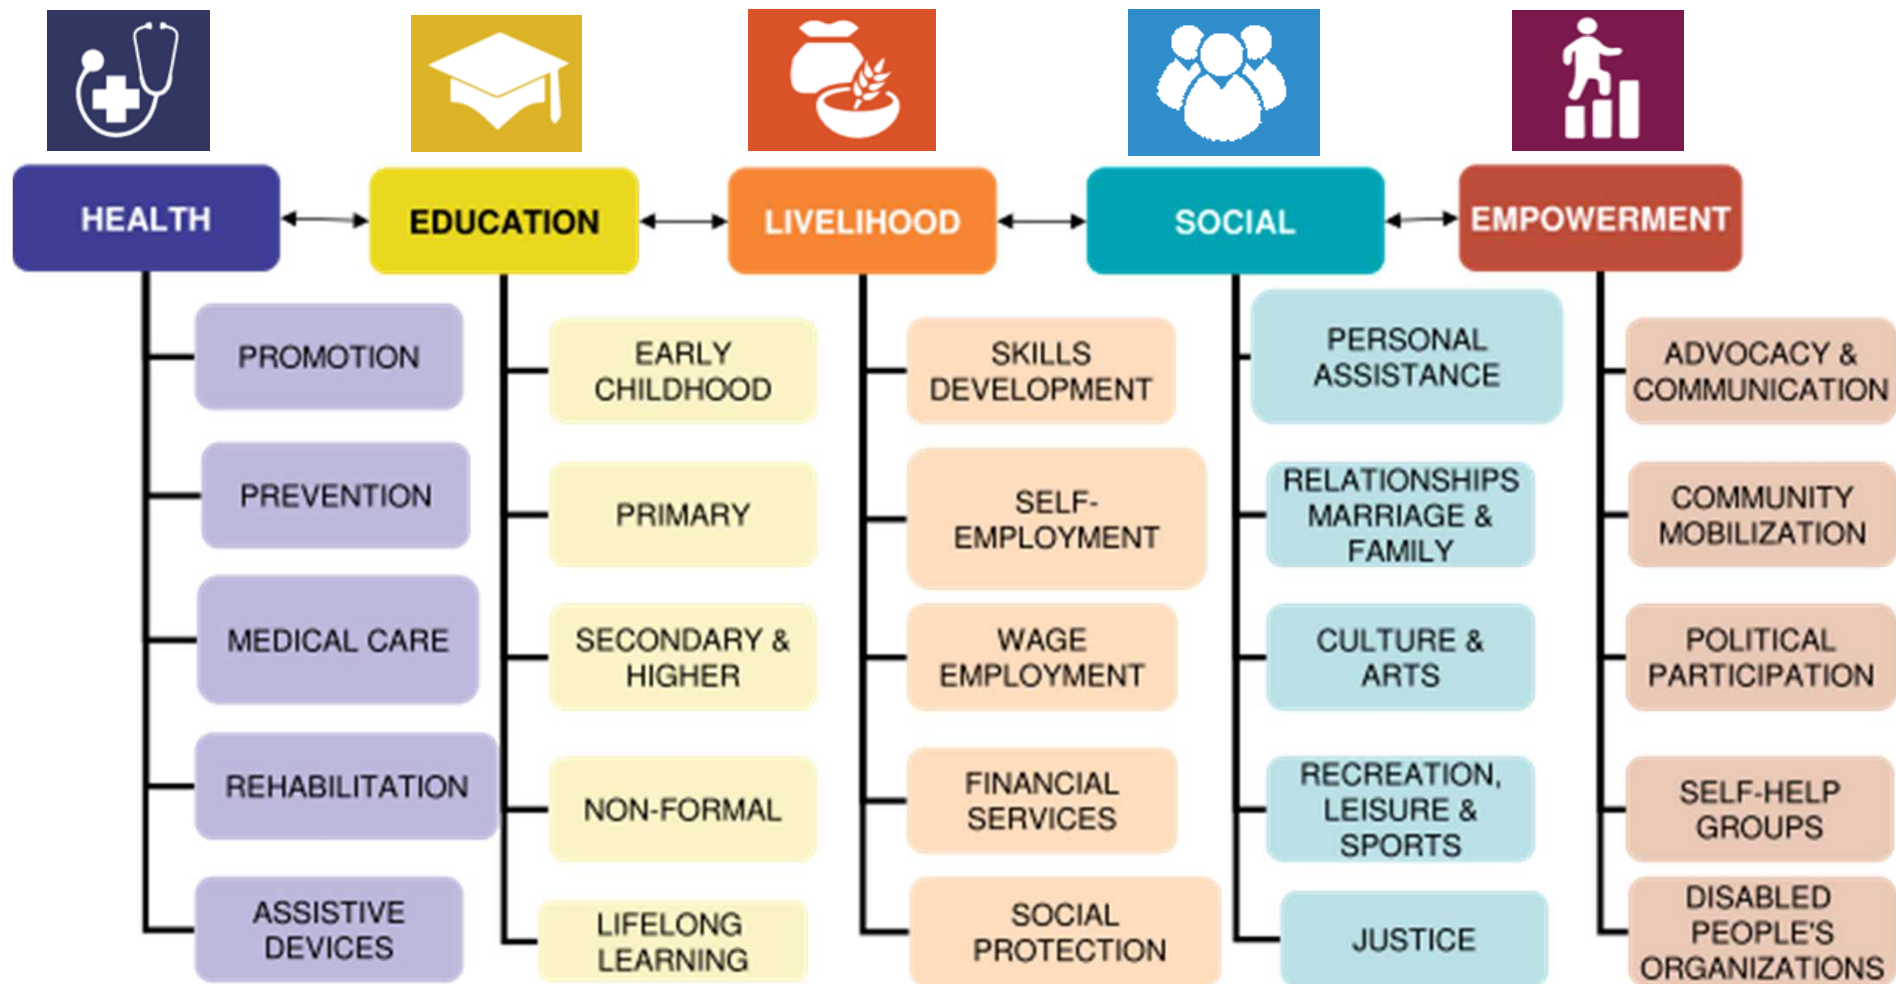 HEALTH
EDUCATION
LIVELIHOOD
SOCIAL
EMPOWERMENT
PROMOTION
PREVENTION
MEDICAL CARE
REHABILITATION
ASSISTIVE
DEVICES
EARLY
CHILDHOOD
PRIMARY
SECONDARY &
HIGHER
NON-FORMAL
LIFELONG
LEARNING
SKILLS
DEVELOPMENT
SELF-
EMPLOYMENT
WAGE
EMPLOYMENT
FINANCIAL
SERVICES
SOCIAL
PROTECTION
PERSONAL
ASSISTANCE
RELATIONSHIPS
MARRIAGE &
FAMILY
CULTURE &
ARTS
RECREATION,
LEISURE &
SPORTS
JUSTICE
ADVOCACY &
COMMUNICATION
COMMUNITY
MOBILIZATION
POLITICAL
PARTICIPATION
SELF-HELP
GROUPS
DISABLED
PEOPLE'S
ORGANIZATIONS